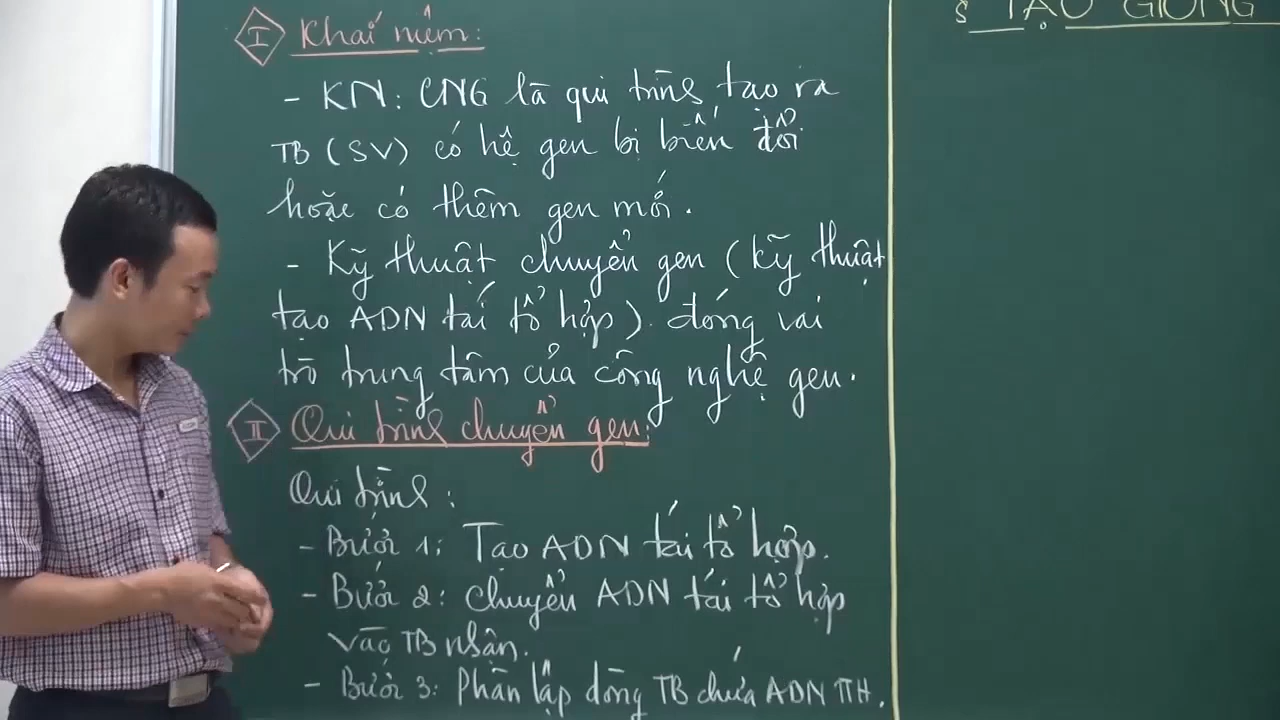 § TẠO GIỐNG
I Khái niệm:
- KN: CNG là qui trình tạo ra
TB (SV) có hệ gen bị biến đổi
hoặc có thêm gen mới.
- Kỹ thuật chuyển gen (kỹ thuật
tạo ADN tái tổ hợp). đóng vai
trò trung tâm của công nghệ gen.
II Qui trình chuyển gen:
Qui trình:
- Bước 1: Tạo ADN tái tổ hợp.
- Bước 2: chuyển ADN tái tổ hợp
vào TB nhận.
- Bước 3: Phân lập dòng TB chứa ADN TTH.